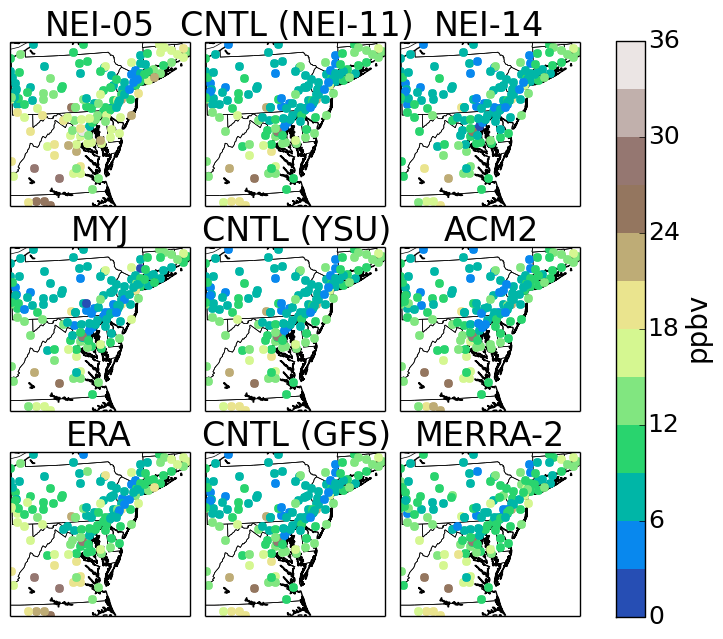 NEI-05 CNTL (NEI-11) NEI-14
MYJ CNTL (YSU) ACM2
ERA CNTL (GFS) MERRA-2
36
30
24
18
12
6
0
ppbv